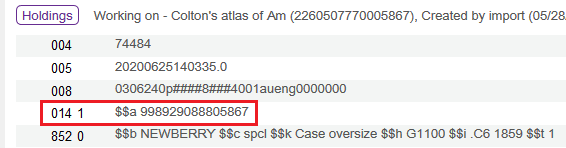 Holdings Working on - Colton's atlas of Am (2260507770005867), Created by import (05/28/
004 74484
005 20200625140335.0
008 0306240p####8###4001aueng0000000
014 1 $$a 998929088805867
852 0 $$b NEWBERRY $$c spcl $$k Case oversize $$h G1100 $$i .C6 1859 $$t 1